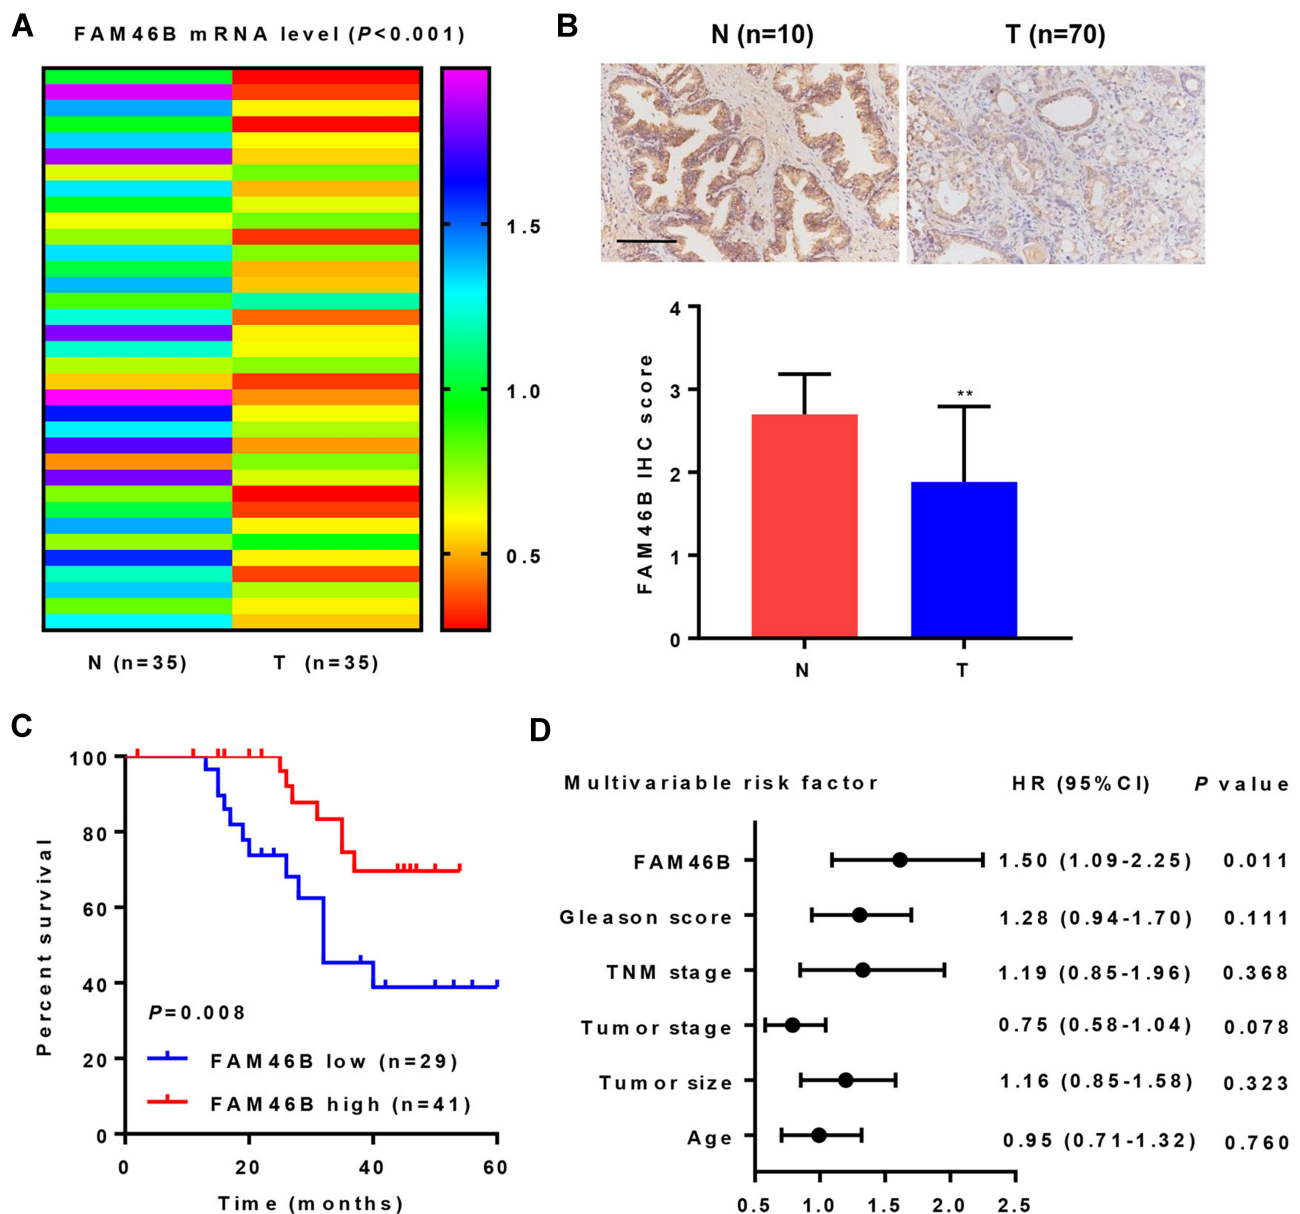 A
FAM46B mRNA level (P<0.001)
1.5
1.0
0.5
N (n=35)
T (n=35)
B
N (n=10)
T (n=70)
FAM46B IHC score
4
3
2
1
0
**
N
T
C
Percent survival
100
80
60
40
20
0
P=0.008
FAM46B low (n=29)
FAM46B high (n=41)
0
20
40
60
Time (months)
D
Multivariable risk factor HR (95%CI) P value
FAM46B 1.50 (1.09-2.25) 0.011
Gleason score 1.28 (0.94-1.70) 0.111
TNM stage 1.19 (0.85-1.96) 0.368
Tumor stage 0.75 (0.58-1.04) 0.078
Tumor size 1.16 (0.85-1.58) 0.323
Age 0.95 (0.71-1.32) 0.760
0.5 1.0 1.5 2.0 2.5